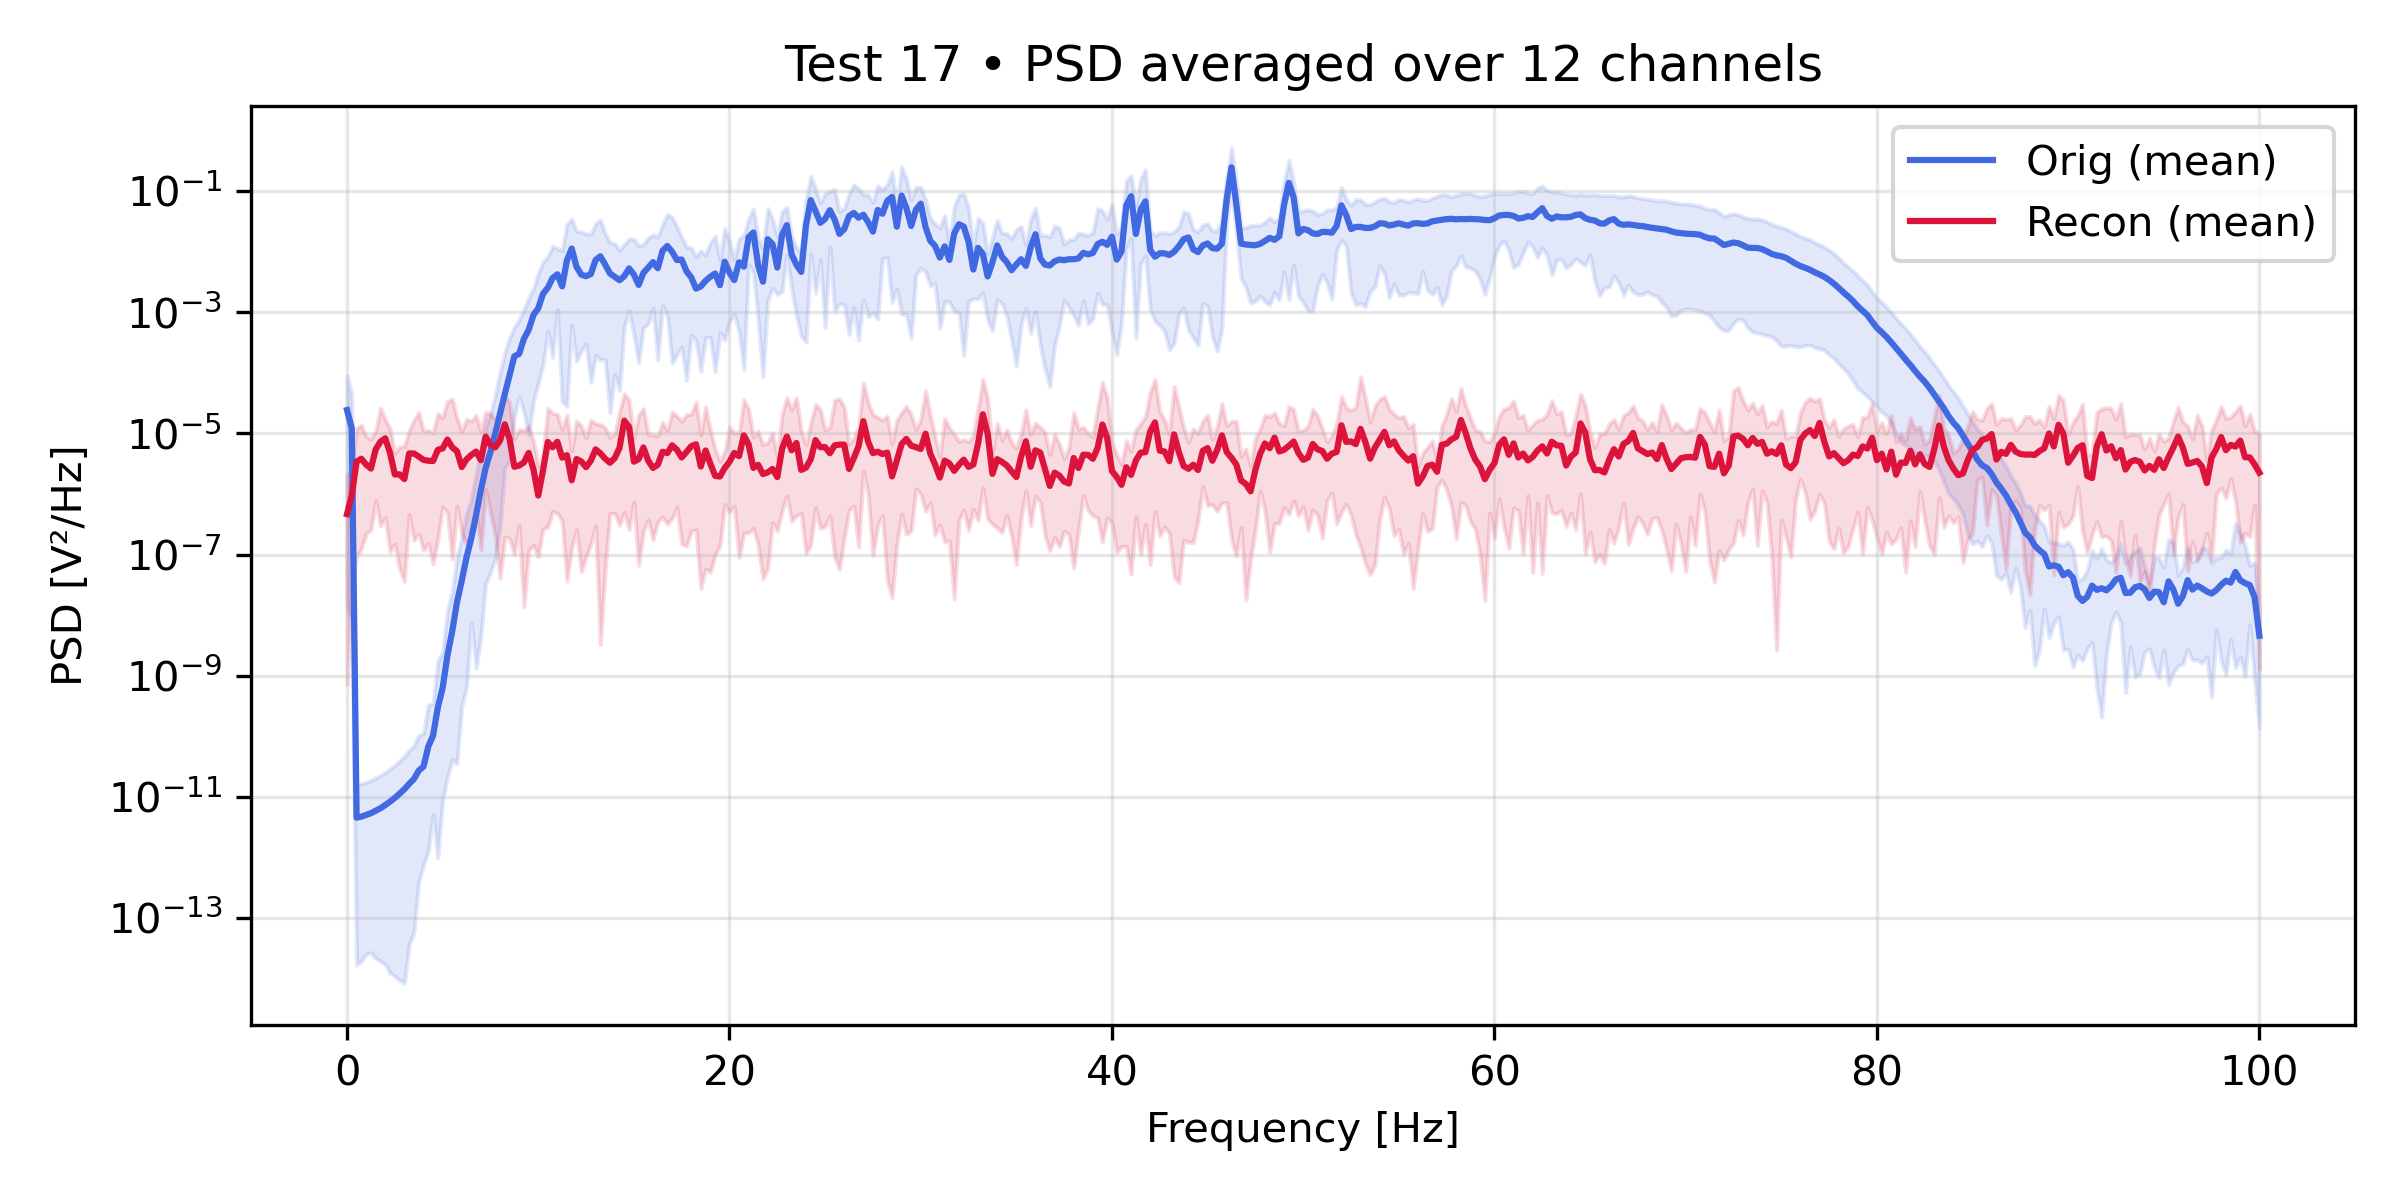 Test 17 • PSD averaged over 12 channels
Orig (mean)
Recon (mean)
PSD [V²/Hz]
10⁻¹
10⁻³
10⁻⁵
10⁻⁷
10⁻⁹
10⁻¹¹
10⁻¹³
0 20 40 60 80 100
Frequency [Hz]